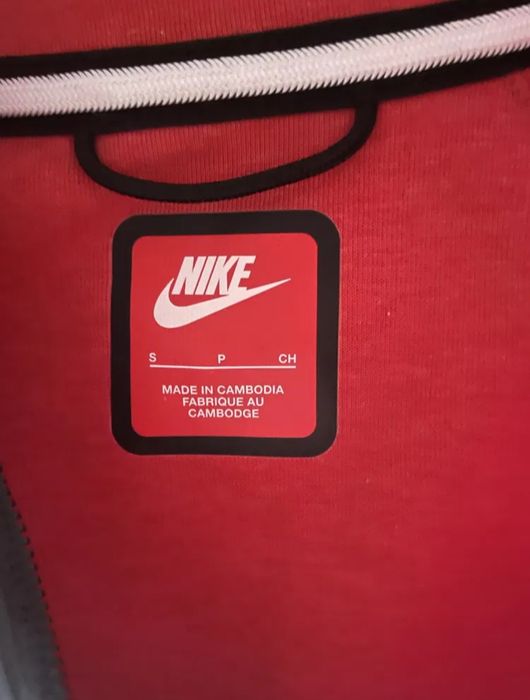 NIKE
S P CH
MADE IN CAMBODIA
FABRIQUE AU
CAMBODGE